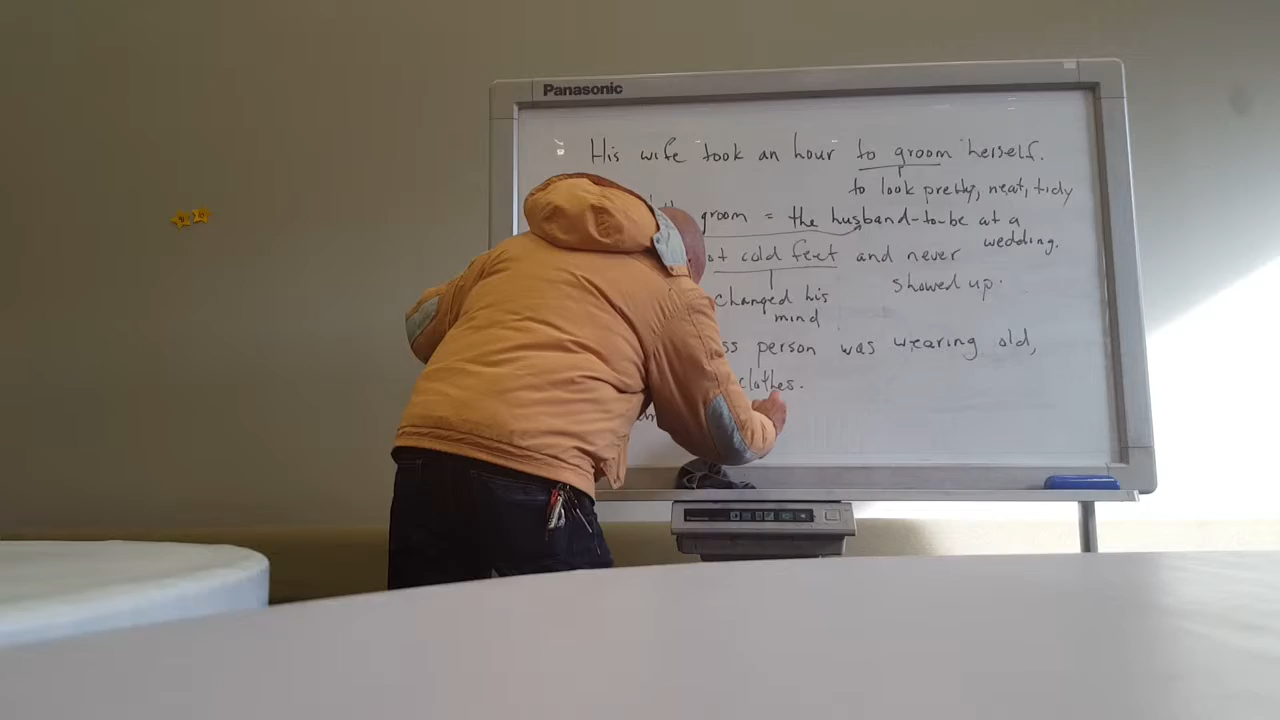 Panasonic
His wife took an hour to groom herself.
to look pretty, neat, tidy
groom = the husband-to-be at a
wedding.
cold feet and never
showed up.
changed his
mind
person was wearing old,
clothes.
Panasonic